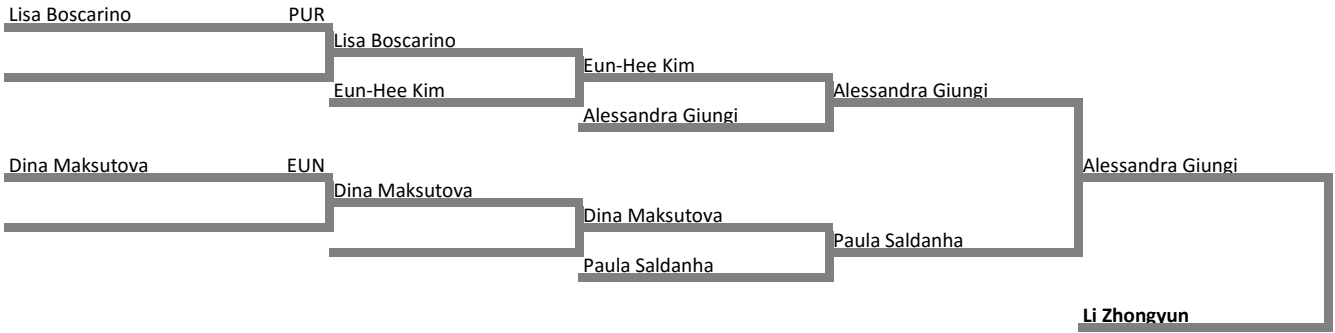 Lisa Boscarino PUR
Lisa Boscarino
Eun-Hee Kim
Eun-Hee Kim
Alessandra Giungi
Alessandra Giungi
Dina Maksutova EUN
Alessandra Giungi
Dina Maksutova
Dina Maksutova
Paula Saldanha
Paula Saldanha
Li Zhongyun